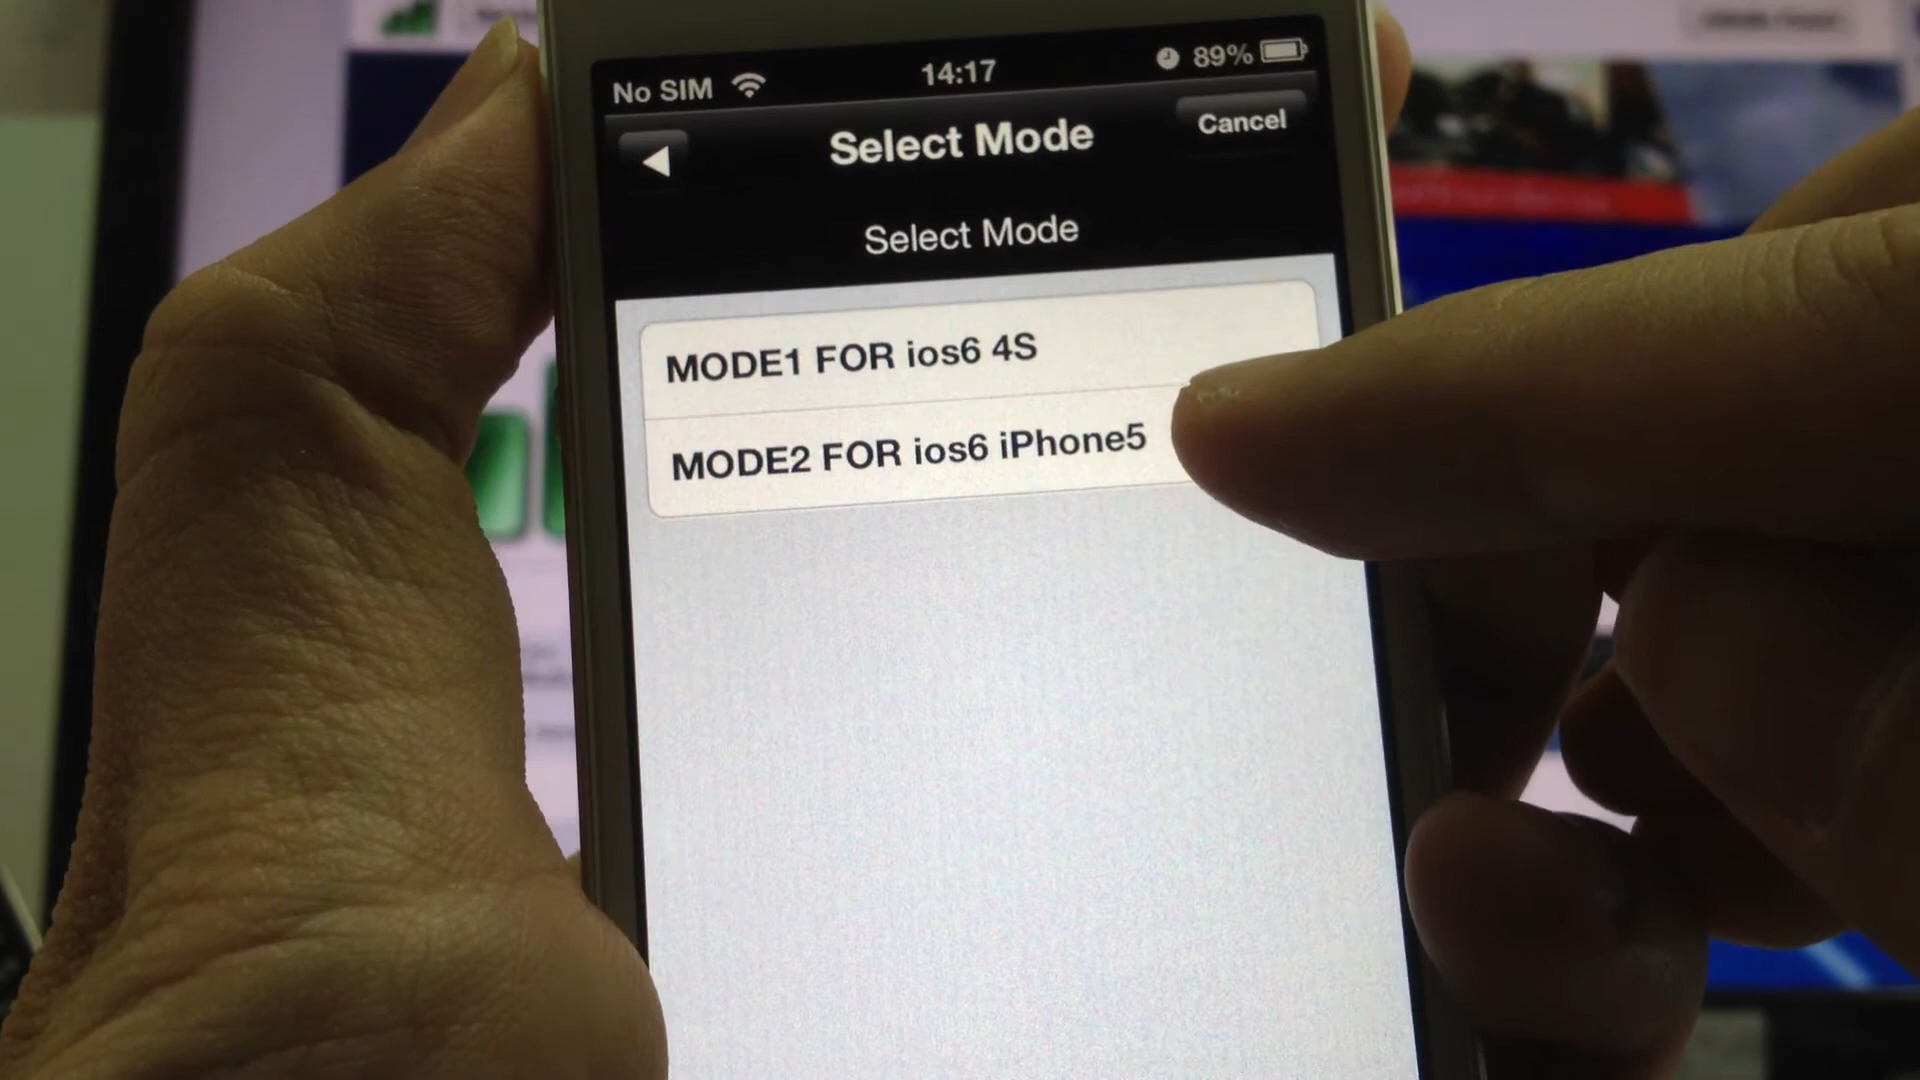 No SIM 14:17 89%
Select Mode
Cancel
Select Mode
MODE1 FOR ios6 4S
MODE2 FOR ios6 iPhone5